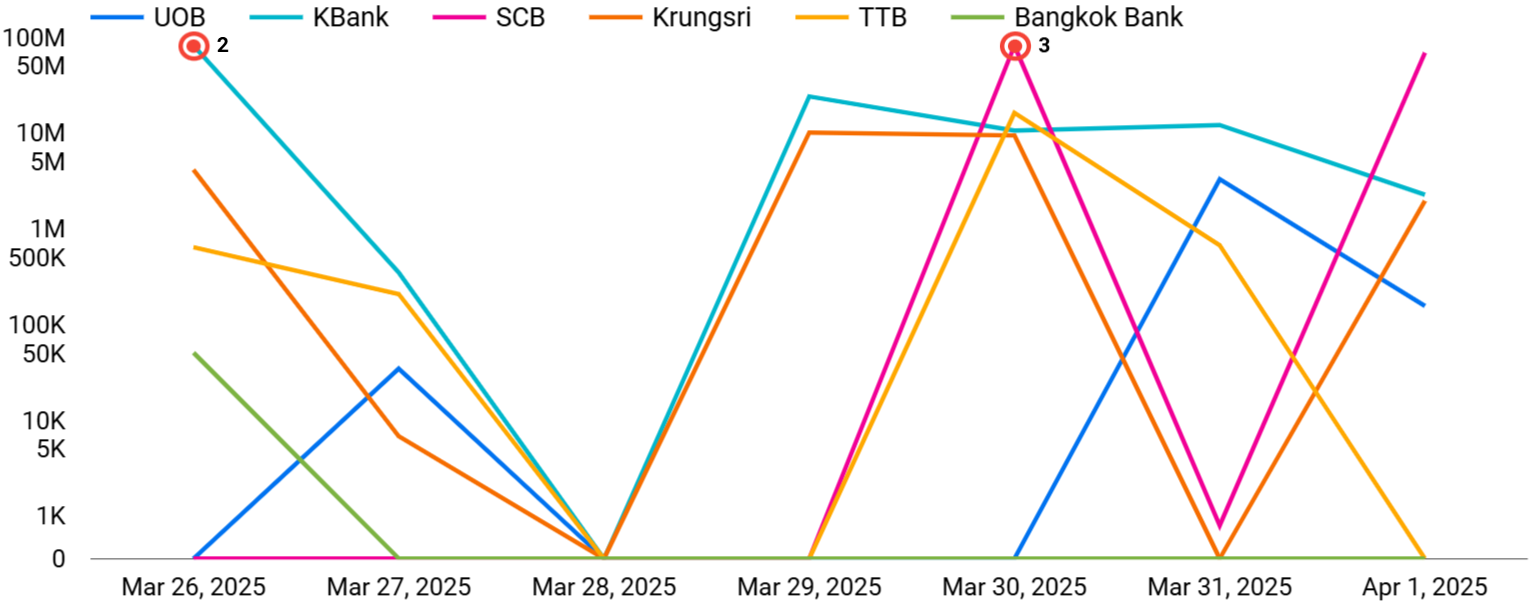 UOB KBank SCB Krungsri TTB Bangkok Bank
100M
2
3
50M
10M
5M
1M
500K
100K
50K
10K
5K
1K
0
Mar 26, 2025 Mar 27, 2025 Mar 28, 2025 Mar 29, 2025 Mar 30, 2025 Mar 31, 2025 Apr 1, 2025